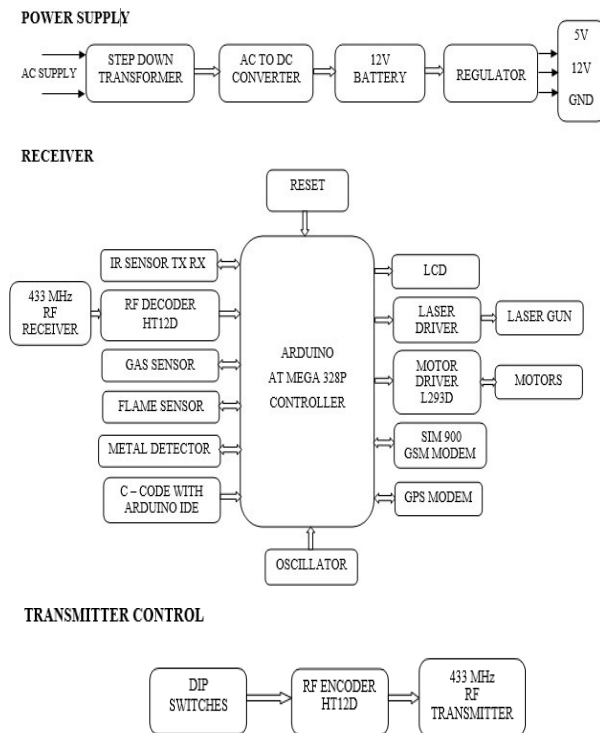 POWER SUPPLY
AC SUPPLY
STEP DOWN
TRANSFORMER
AC TO DC
CONVERTER
12V
BATTERY
REGULATOR
5V
12V
GND
RECEIVER
RESET
433 MHz
RF
RECEIVER
IR SENSOR TX RX
RF DECODER
HT12D
GAS SENSOR
FLAME SENSOR
METAL DETECTOR
C – CODE WITH
ARDUINO IDE
ARDUINO
AT MEGA 328P
CONTROLLER
LCD
LASER
DRIVER
LASER GUN
MOTOR
DRIVER
L293D
MOTORS
SIM 900
GSM MODEM
GPS MODEM
OSCILLATOR
TRANSMITTER CONTROL
DIP
SWITCHES
RF ENCODER
HT12D
433 MHz
RF
TRANSMITTER